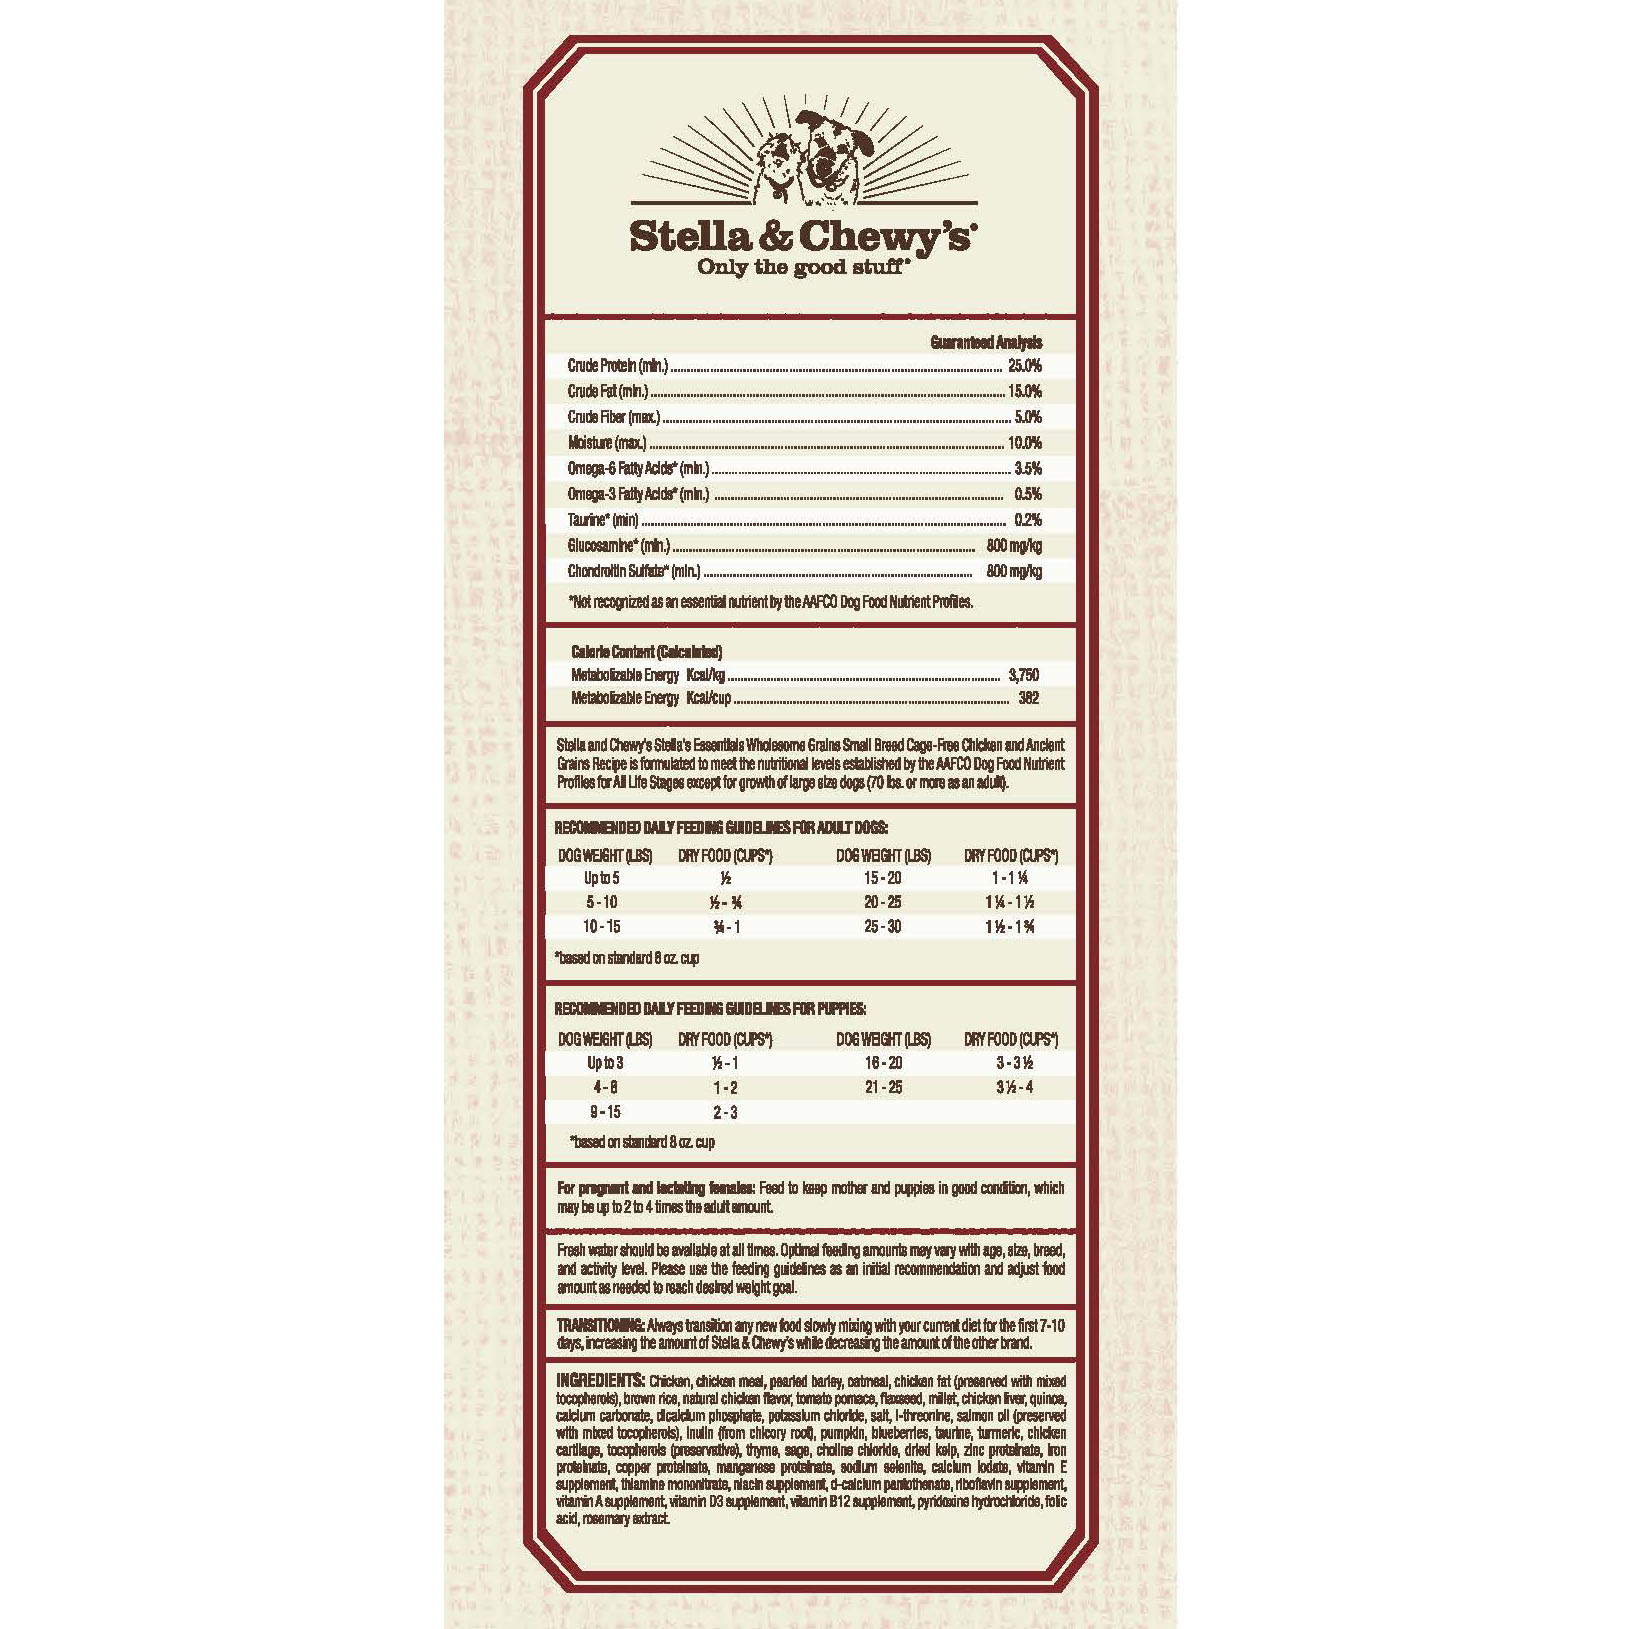 Stella & Chewy's®
Only the good stuff®
Guaranteed Analysis
Crude Protein (min.) 25.0%
Crude Fat (min.) 15.0%
Crude Fiber (max.) 5.0%
Moisture (max.) 10.0%
Omega-6 Fatty Acids* (min.) 3.5%
Omega-3 Fatty Acids* (min.) 0.5%
Taurine* (min) 0.2%
Glucosamine* (min.) 800 mg/kg
Chondroitin Sulfate* (min.) 800 mg/kg
*Not recognized as an essential nutrient by the AAFCO Dog Food Nutrient Profiles.
Calorie Content (Calculated)
Metabolizable Energy Kcal/kg 3,750
Metabolizable Energy Kcal/cup 382
Stella and Chewy's Stella's Essentials Wholesome Grains Small Breed Cage-Free Chicken and Ancient
Grains Recipe is formulated to meet the nutritional levels established by the AAFCO Dog Food Nutrient
Profiles for All Life Stages except for growth of large size dogs (70 lbs. or more as an adult).
RECOMMENDED DAILY FEEDING GUIDELINES FOR ADULT DOGS:
DOG WEIGHT (LBS) DRY FOOD (CUPS*) DOG WEIGHT (LBS) DRY FOOD (CUPS*)
Up to 5 ½ 15 - 20 1 - 1 ¼
5 - 10 ½ - ¾ 20 - 25 1 ¼ - 1 ½
10 - 15 ¾ - 1 25 - 30 1 ½ - 1 ¾
*based on standard 8 oz. cup
RECOMMENDED DAILY FEEDING GUIDELINES FOR PUPPIES:
DOG WEIGHT (LBS) DRY FOOD (CUPS*) DOG WEIGHT (LBS) DRY FOOD (CUPS*)
Up to 3 ½ - 1 16 - 20 3 - 3 ½
4 - 8 1 - 2 21 - 25 3 ½ - 4
9 - 15 2 - 3
*based on standard 8 oz. cup
For pregnant and lactating females: Feed to keep mother and puppies in good condition, which
may be up to 2 to 4 times the adult amount.
Fresh water should be available at all times. Optimal feeding amounts may vary with age, size, breed,
and activity level. Please use the feeding guidelines as an initial recommendation and adjust food
amount as needed to reach desired weight goal.
TRANSITIONING: Always transition any new food slowly mixing with your current diet for the first 7-10
days, increasing the amount of Stella & Chewy's while decreasing the amount of the other brand.
INGREDIENTS: Chicken, chicken meal, pearled barley, oatmeal, chicken fat (preserved with mixed
tocopherols), brown rice, natural chicken flavor, tomato pomace, flaxseed, millet, chicken liver, quinoa,
calcium carbonate, dicalcium phosphate, potassium chloride, salt, l-threonine, salmon oil (preserved
with mixed tocopherols), inulin (from chicory root), pumpkin, blueberries, taurine, turmeric, chicken
cartilage, tocopherols (preservative), thyme, sage, choline chloride, dried kelp, zinc proteinate, iron
proteinate, copper proteinate, manganese proteinate, sodium selenite, calcium iodate, vitamin E
supplement, thiamine mononitrate, niacin supplement, d-calcium pantothenate, riboflavin supplement,
vitamin A supplement, vitamin D3 supplement, vitamin B12 supplement, pyridoxine hydrochloride, folic
acid, rosemary extract.